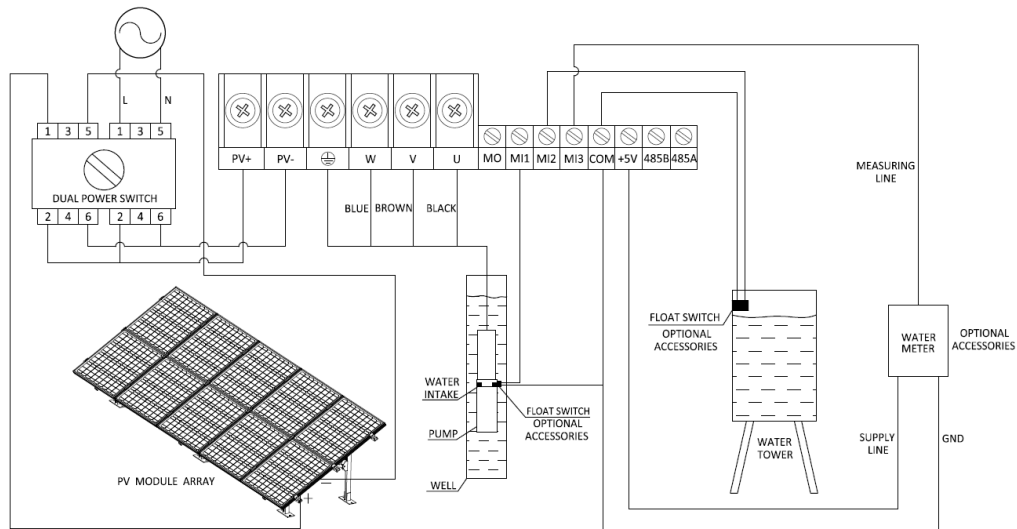 L N
1 3 5 1 3 5
DUAL POWER SWITCH
2 4 6 2 4 6
PV+ PV- W V U MO MI1 MI2 MI3 COM +5V 485B 485A
BLUE BROWN BLACK
MEASURING
LINE
FLOAT SWITCH
OPTIONAL
ACCESSORIES
WATER
METER
OPTIONAL
ACCESSORIES
WATER
INTAKE
PUMP
WELL
FLOAT SWITCH
OPTIONAL
ACCESSORIES
WATER
TOWER
SUPPLY
LINE
GND
PV MODULE ARRAY
+ −